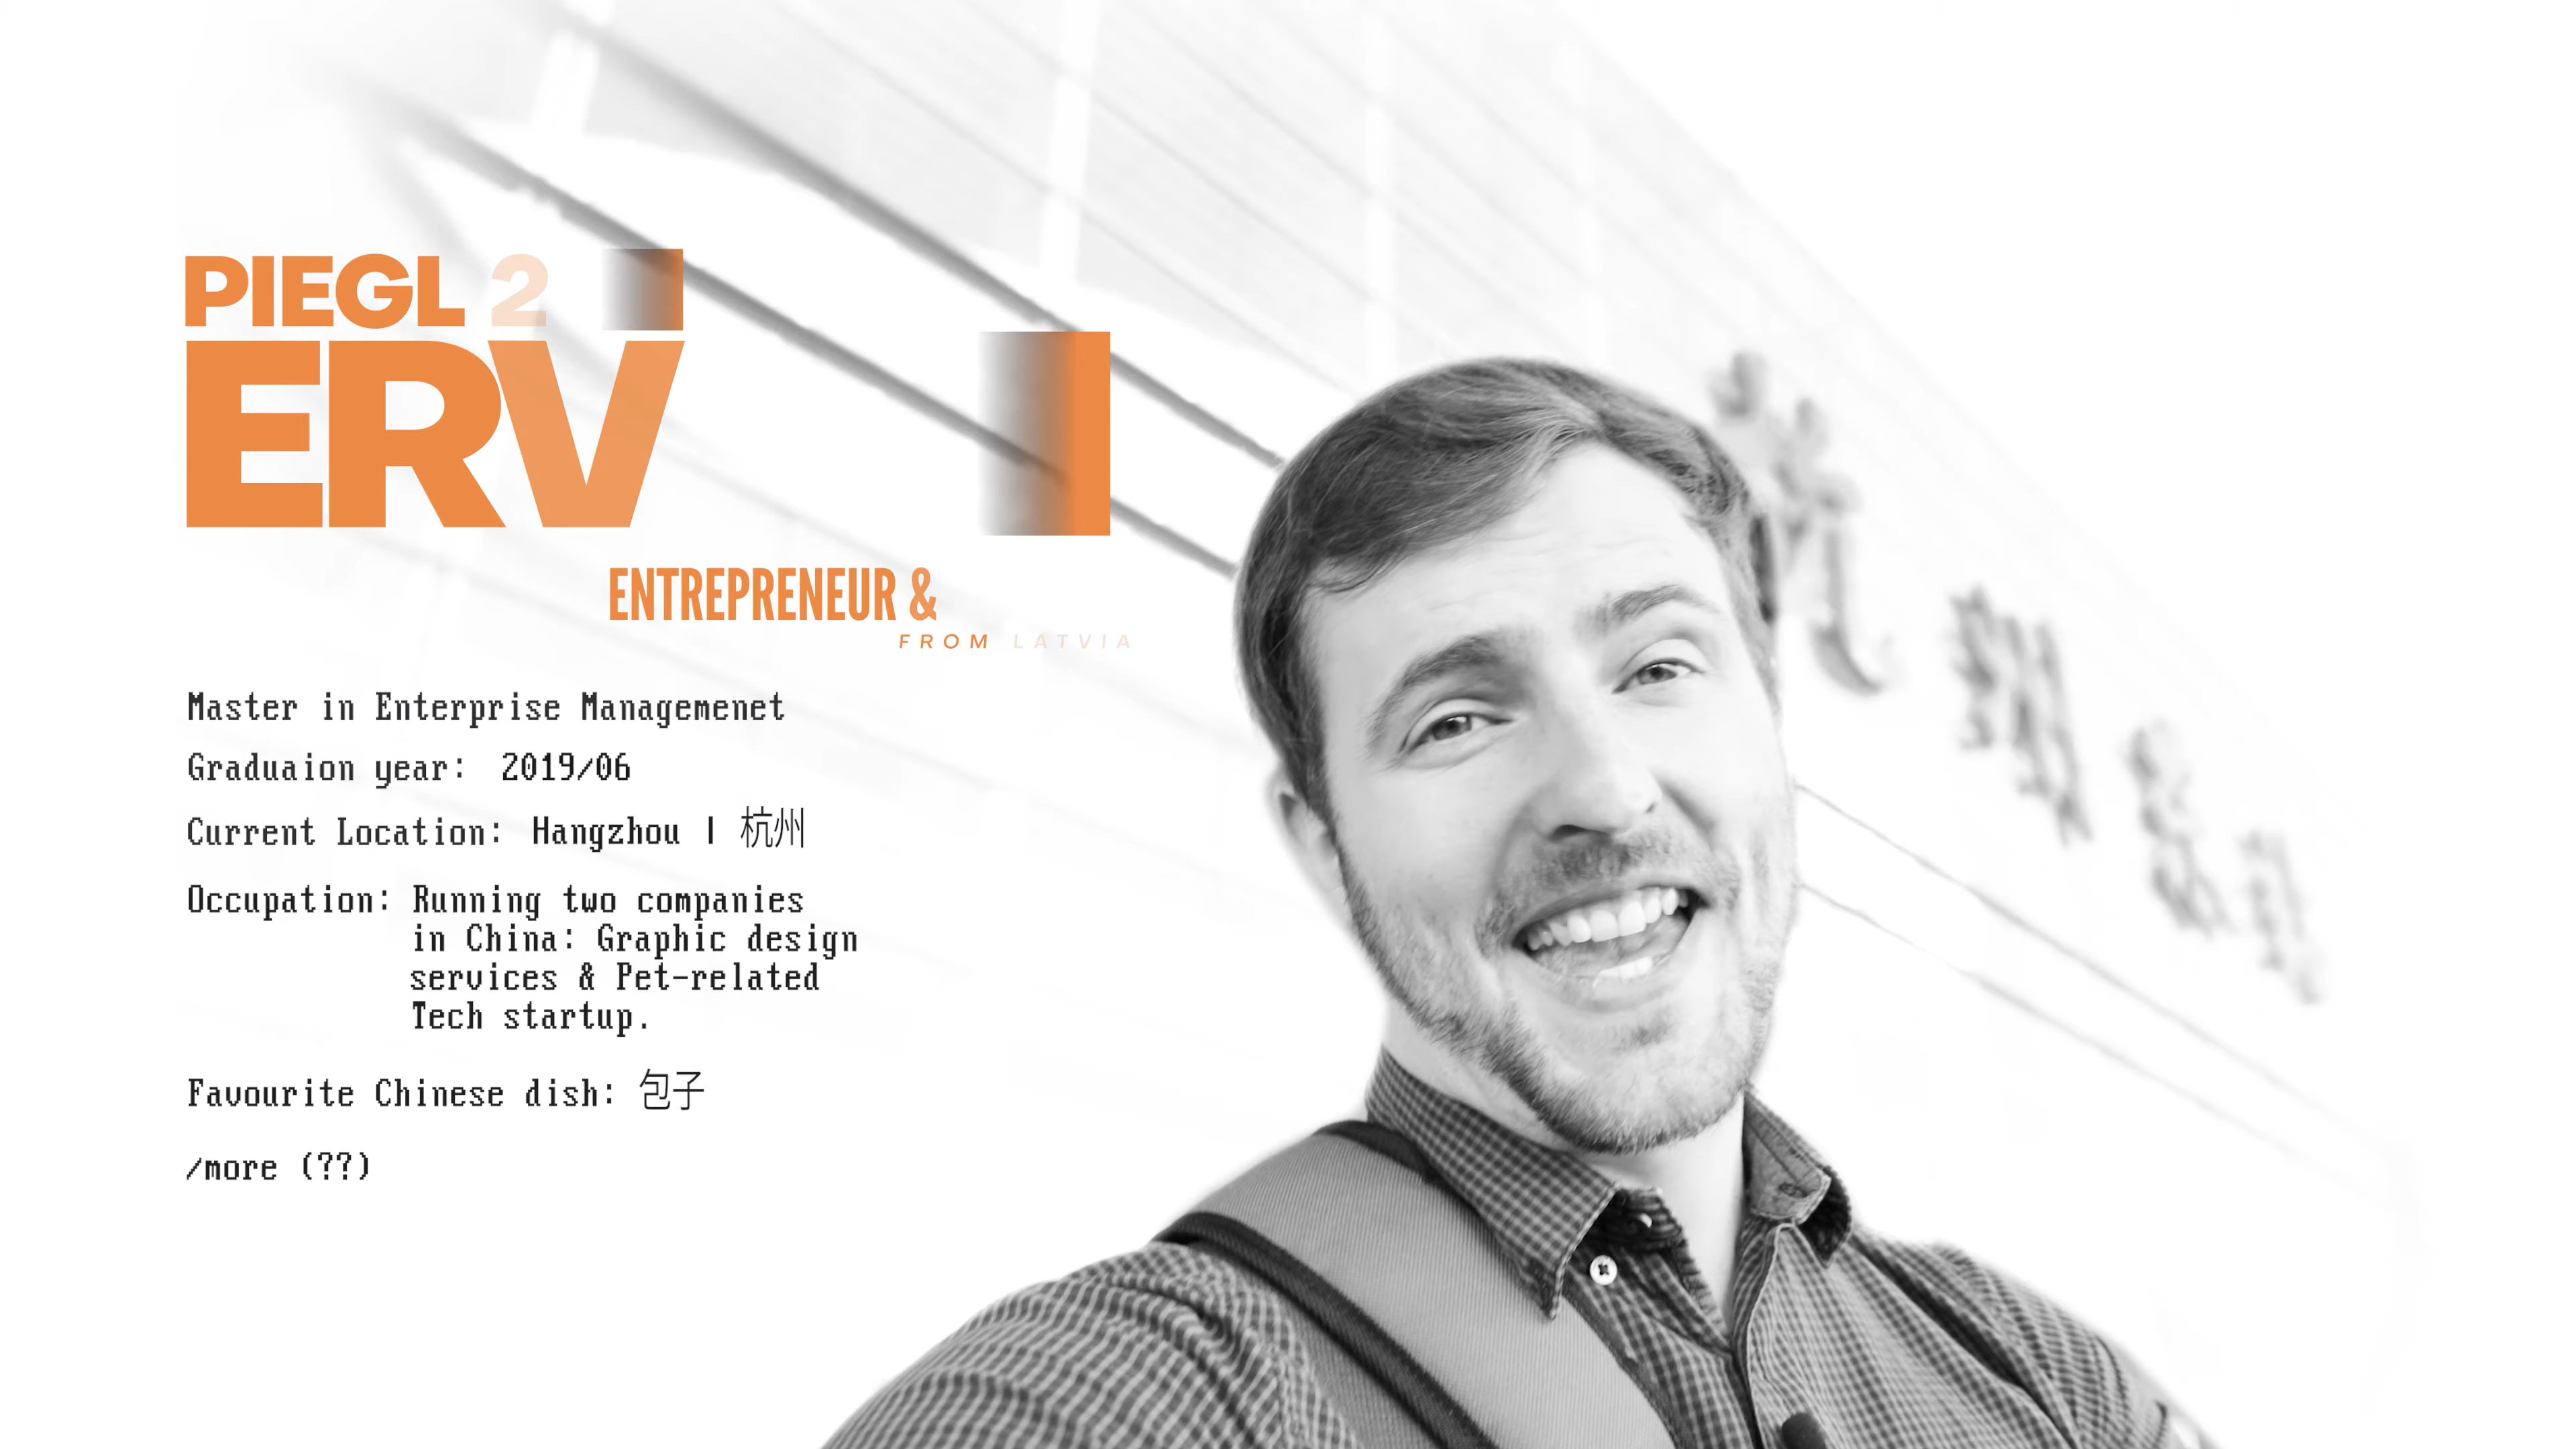 PIEGL 2
ERV
ENTREPRENEUR &
FROM LATVIA
Master in Enterprise Managemenet
Graduaion year: 2019/06
Current Location: Hangzhou | 杭州
Occupation: Running two companies
in China: Graphic design
services & Pet-related
Tech startup.
Favourite Chinese dish: 包子
/more (??)